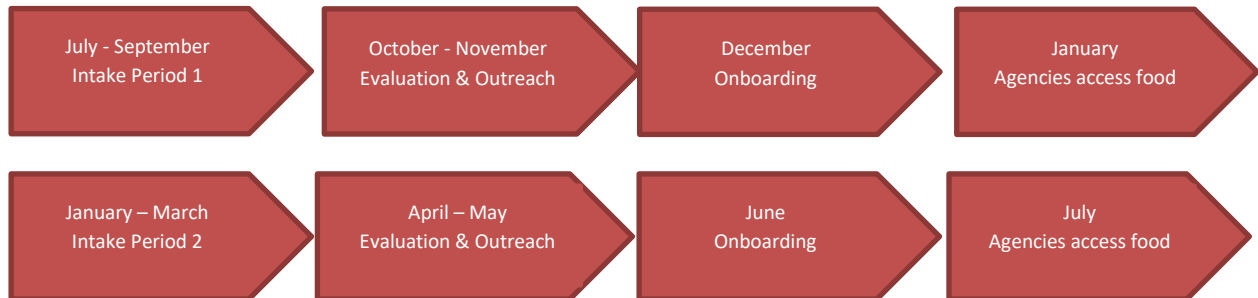 July - September
Intake Period 1
October - November
Evaluation & Outreach
December
Onboarding
January
Agencies access food
January – March
Intake Period 2
April – May
Evaluation & Outreach
June
Onboarding
July
Agencies access food